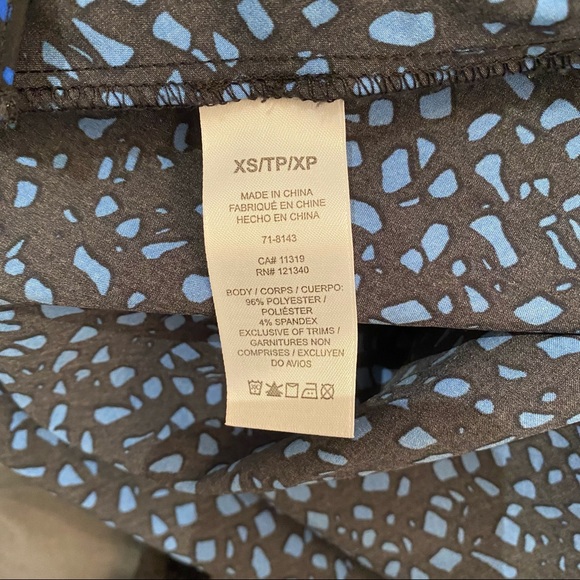 XS/TP/XP
MADE IN CHINA
FABRIQUÉ EN CHINE
HECHO EN CHINA
71-8143
CA# 11319
RN# 121340
BODY / CORPS / CUERPO:
96% POLYESTER /
POLIÉSTER
4% SPANDEX
EXCLUSIVE OF TRIMS /
GARNITURES NON
COMPRISES / EXCLUYEN
DO AVIOS